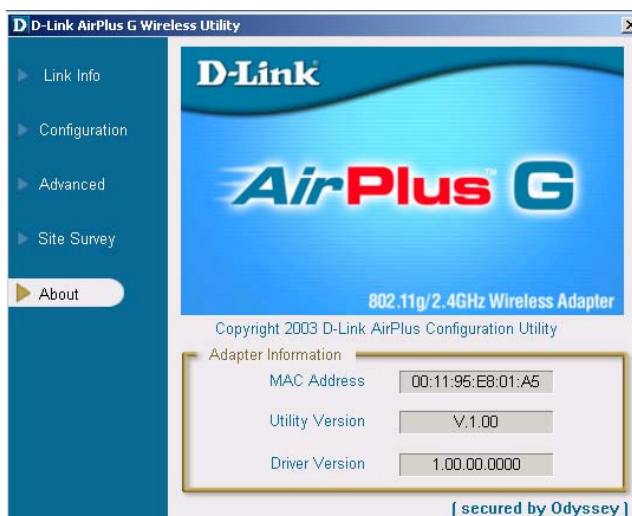 D D-Link AirPlus G Wireless Utility
Link Info
Configuration
Advanced
Site Survey
About
D-Link
AirPlus™ G
802.11g/2.4GHz Wireless Adapter
Copyright 2003 D-Link AirPlus Configuration Utility
Adapter Information
MAC Address 00:11:95:E8:01:A5
Utility Version V.1.00
Driver Version 1.00.00.0000
( secured by Odyssey )